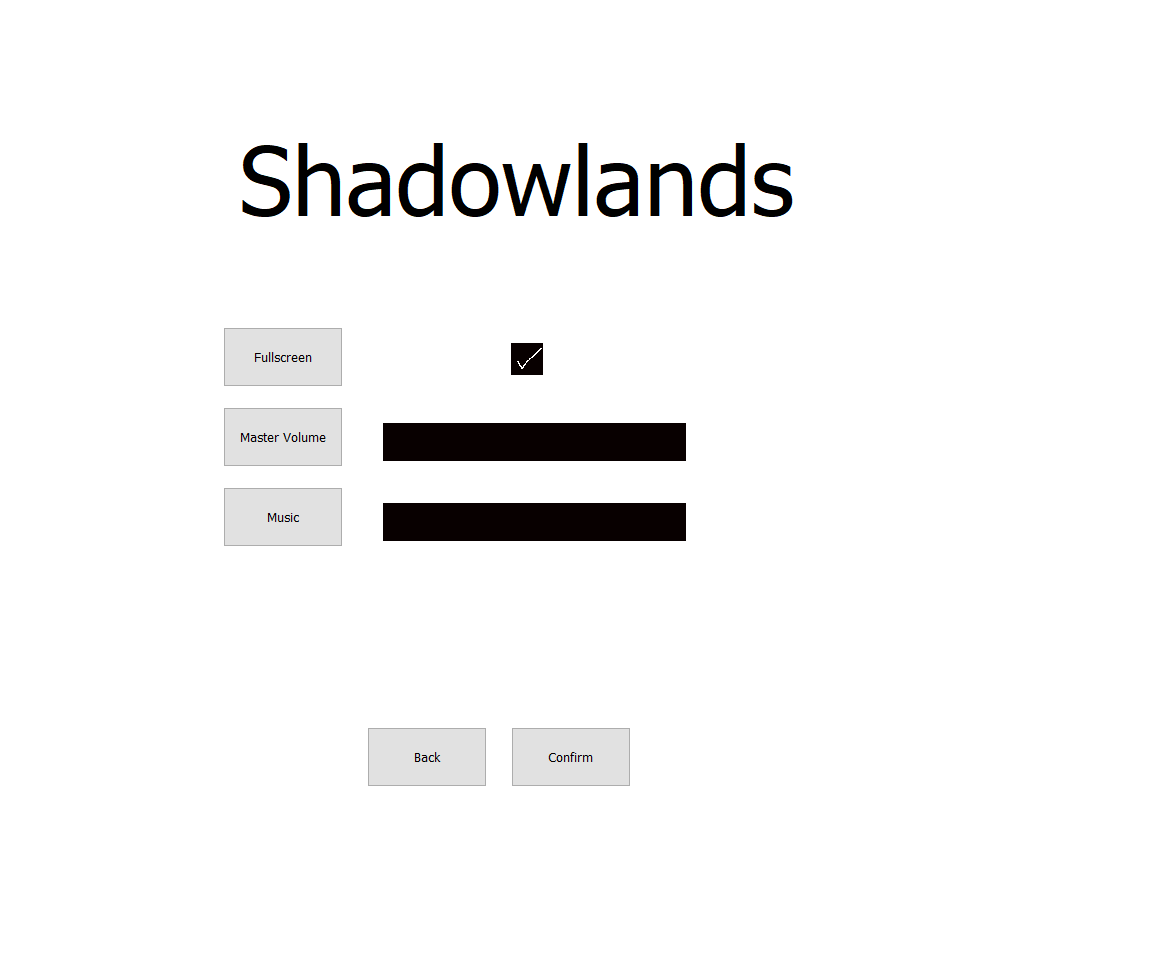 Shadowlands
Fullscreen
Master Volume
Music
Back
Confirm